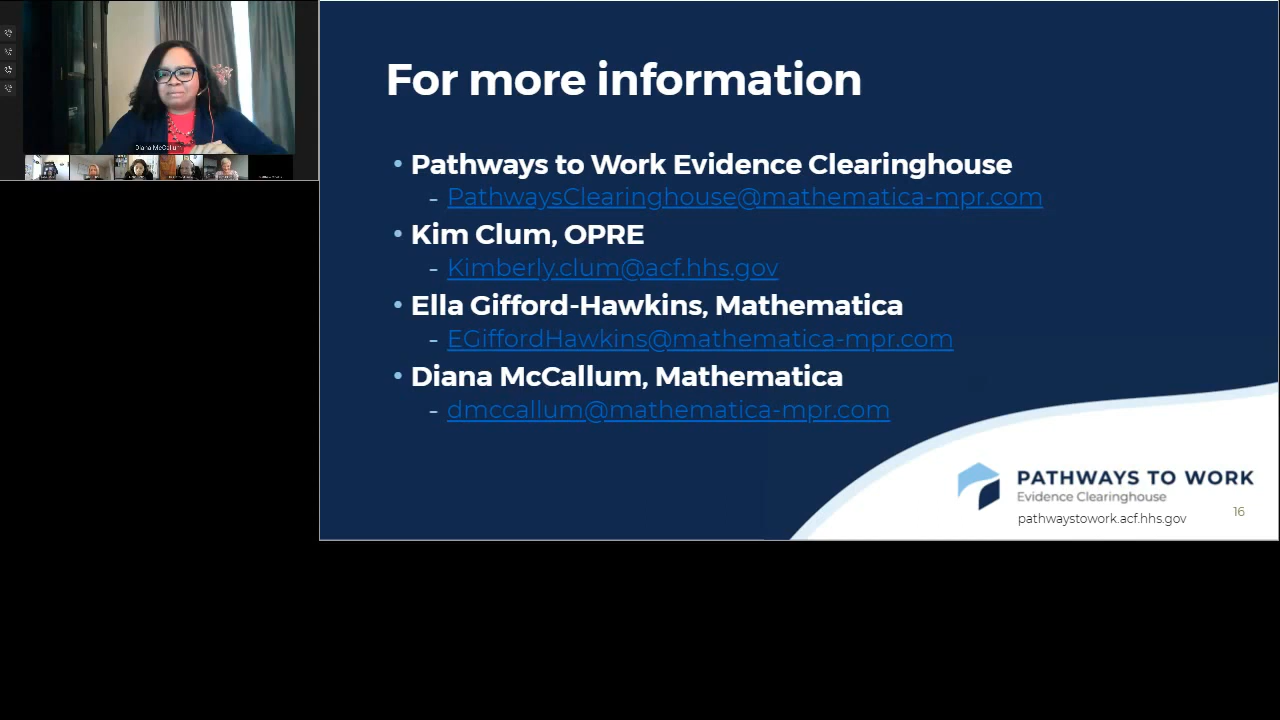 Diana McCallum
For more information
• Pathways to Work Evidence Clearinghouse
- PathwaysClearinghouse@mathematica-mpr.com
• Kim Clum, OPRE
- Kimberly.clum@acf.hhs.gov
• Ella Gifford-Hawkins, Mathematica
- EGiffordHawkins@mathematica-mpr.com
• Diana McCallum, Mathematica
- dmccallum@mathematica-mpr.com
PATHWAYS TO WORK
Evidence Clearinghouse
pathwaystowork.acf.hhs.gov
16